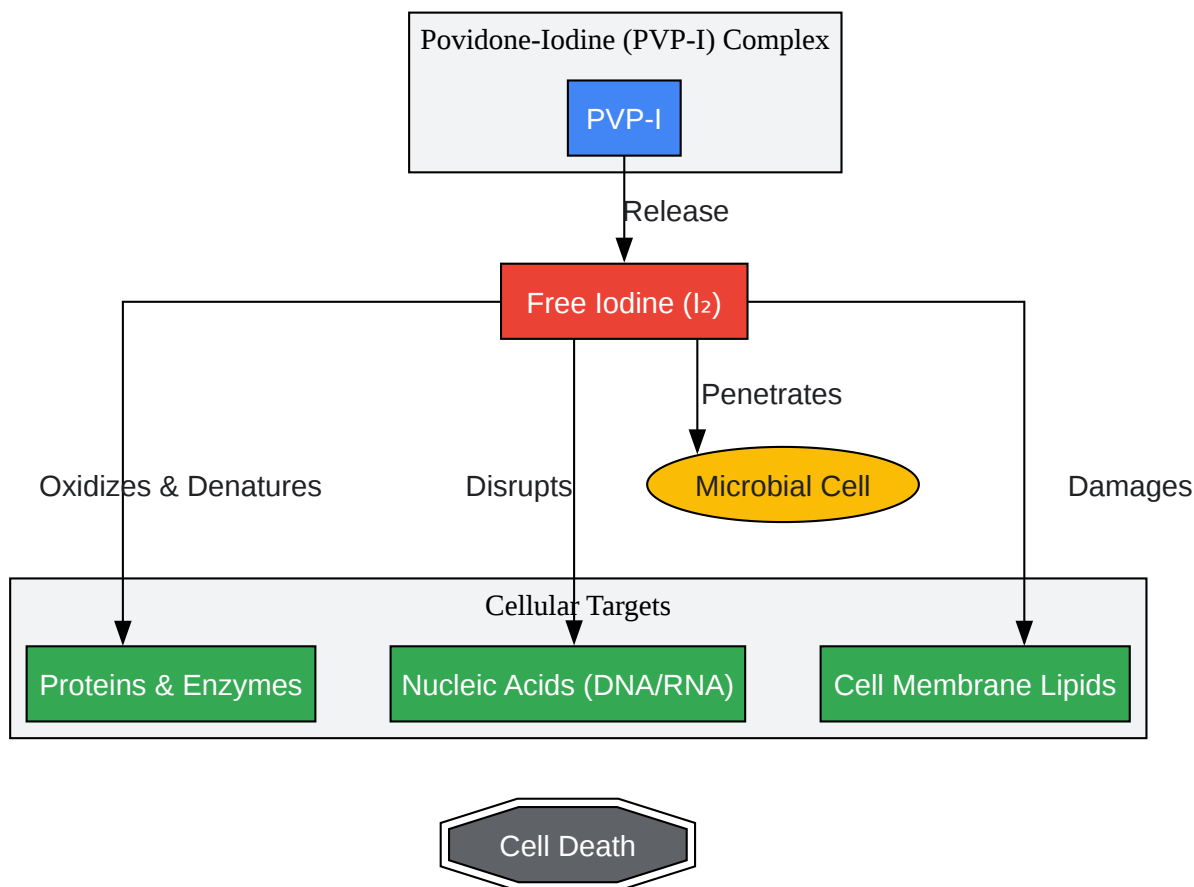 Povidone-Iodine (PVP-I) Complex
PVP-I
Release
Free Iodine (I₂)
Penetrates
Oxidizes & Denatures
Disrupts
Microbial Cell
Damages
Cellular Targets
Proteins & Enzymes
Nucleic Acids (DNA/RNA)
Cell Membrane Lipids
Cell Death